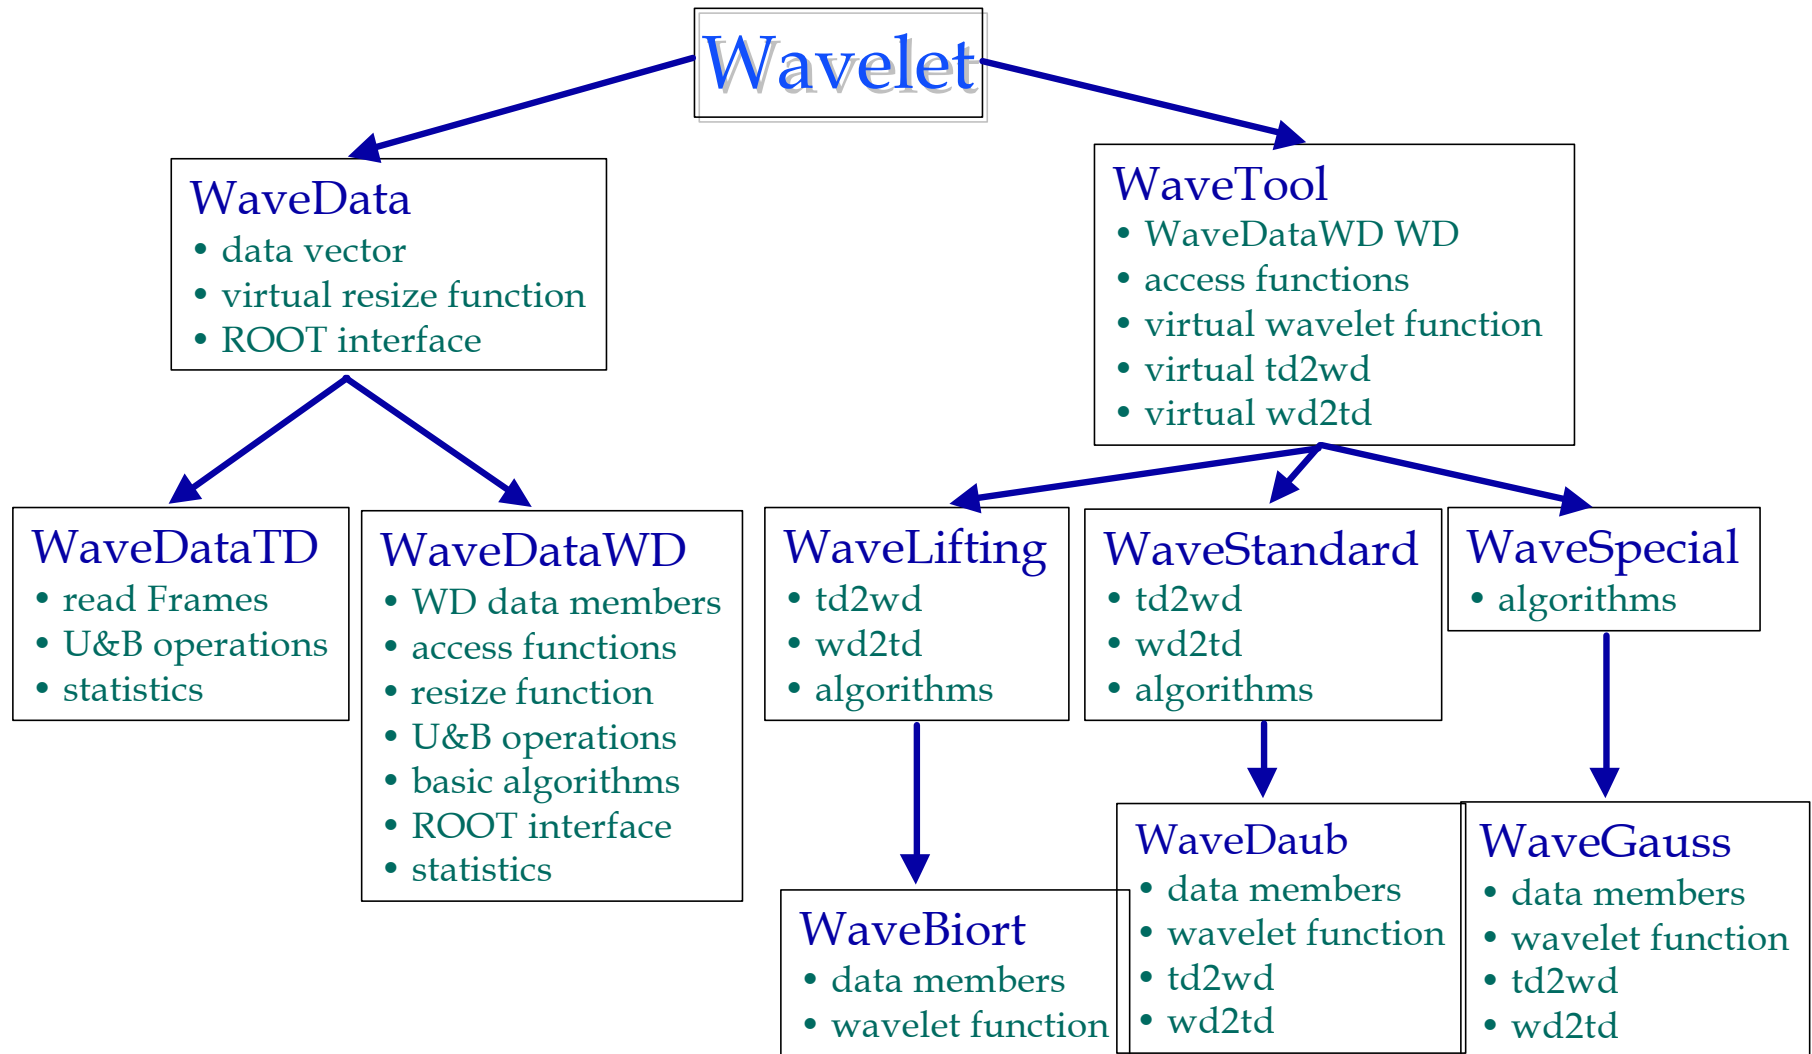 Wavelet
WaveData
• data vector
• virtual resize function
• ROOT interface
WaveTool
• WaveDataWD WD
• access functions
• virtual wavelet function
• virtual td2wd
• virtual wd2td
WaveDataTD
• read Frames
• U&B operations
• statistics
WaveDataWD
• WD data members
• access functions
• resize function
• U&B operations
• basic algorithms
• ROOT interface
• statistics
WaveLifting
• td2wd
• wd2td
• algorithms
WaveStandard
• td2wd
• wd2td
• algorithms
WaveSpecial
• algorithms
WaveBiort
• data members
• wavelet function
WaveDaub
• data members
• wavelet function
• td2wd
• wd2td
WaveGauss
• data members
• wavelet function
• td2wd
• wd2td